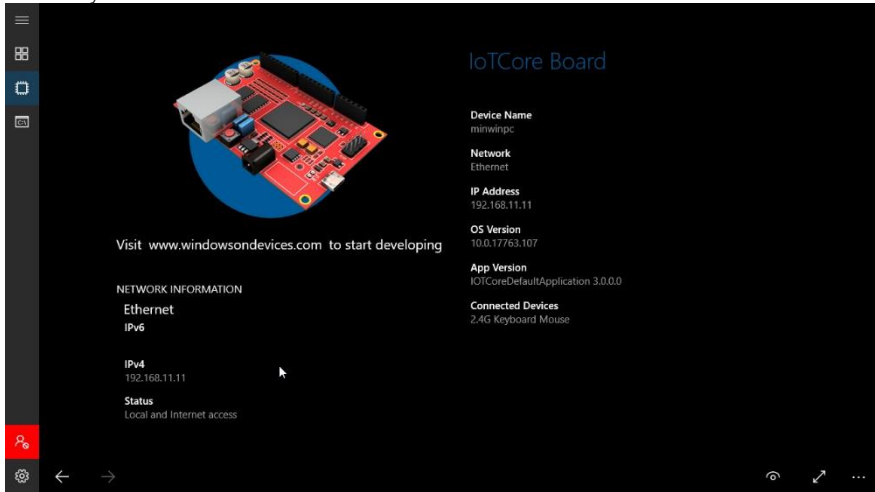 Visit www.windowsondevices.com to start developing
NETWORK INFORMATION
Ethernet
IPv6
IPv4
192.168.11.11
Status
Local and Internet access
IoTCore Board
Device Name
minwinpc
Network
Ethernet
IP Address
192.168.11.11
OS Version
10.0.17763.107
App Version
IOTCoreDefaultApplication 3.0.0.0
Connected Devices
2.4G Keyboard Mouse